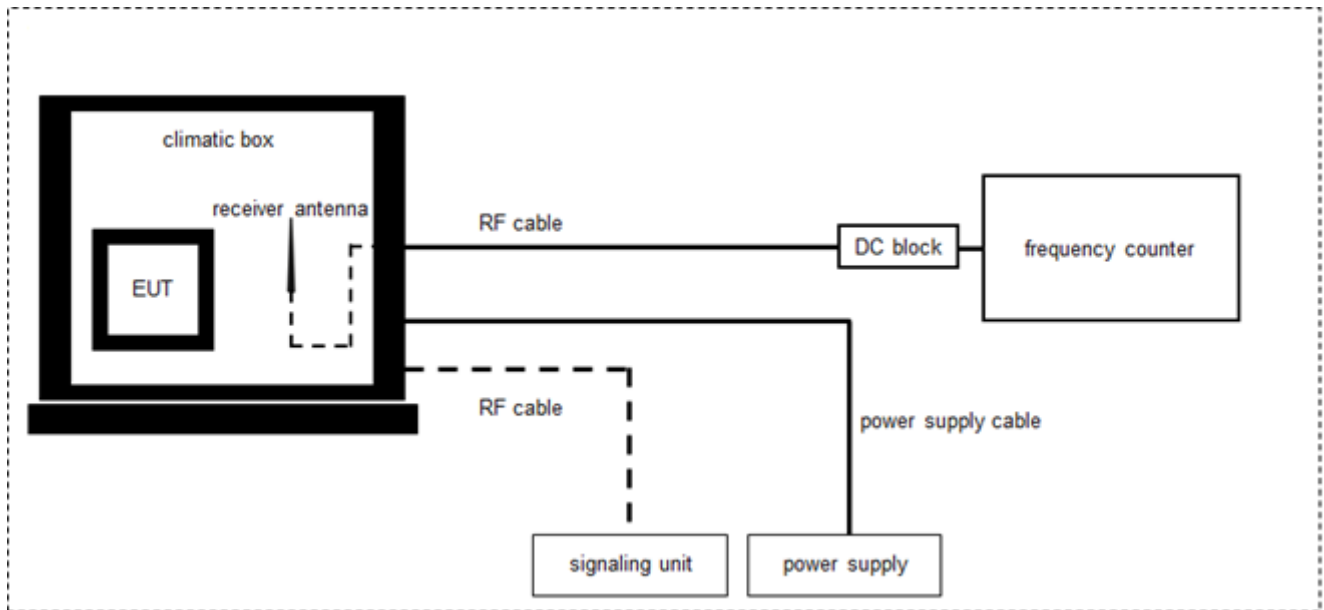 climatic box
receiver antenna
EUT
RF cable
DC block
frequency counter
RF cable
power supply cable
signaling unit
power supply